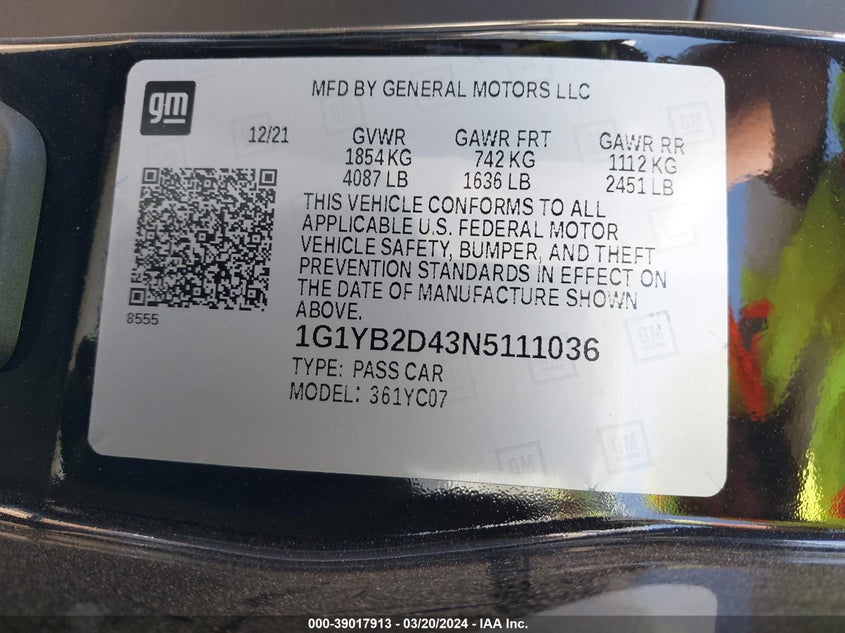 gm
MFD BY GENERAL MOTORS LLC
12/21 GVWR GAWR FRT GAWR RR
1854 KG 742 KG 1112 KG
4087 LB 1636 LB 2451 LB
THIS VEHICLE CONFORMS TO ALL
APPLICABLE U.S. FEDERAL MOTOR
VEHICLE SAFETY, BUMPER, AND THEFT
PREVENTION STANDARDS IN EFFECT ON
THE DATE OF MANUFACTURE SHOWN
ABOVE.
8555
1G1YB2D43N5111036
TYPE: PASS CAR
MODEL: 361YC07
GM
GM
GM
000-39017913 - 03/20/2024 - IAA Inc.